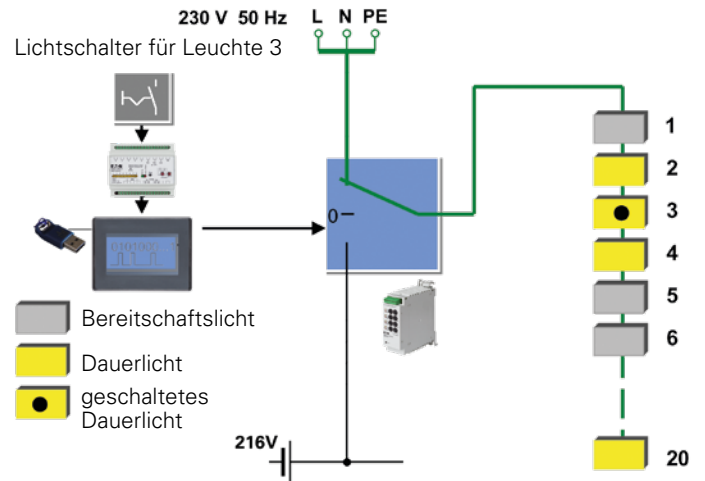 230 V 50 Hz L N PE
Lichtschalter für Leuchte 3
1
2
3
4
5
6
20
0
Bereitschaftslicht
Dauerlicht
geschaltetes
Dauerlicht
216V